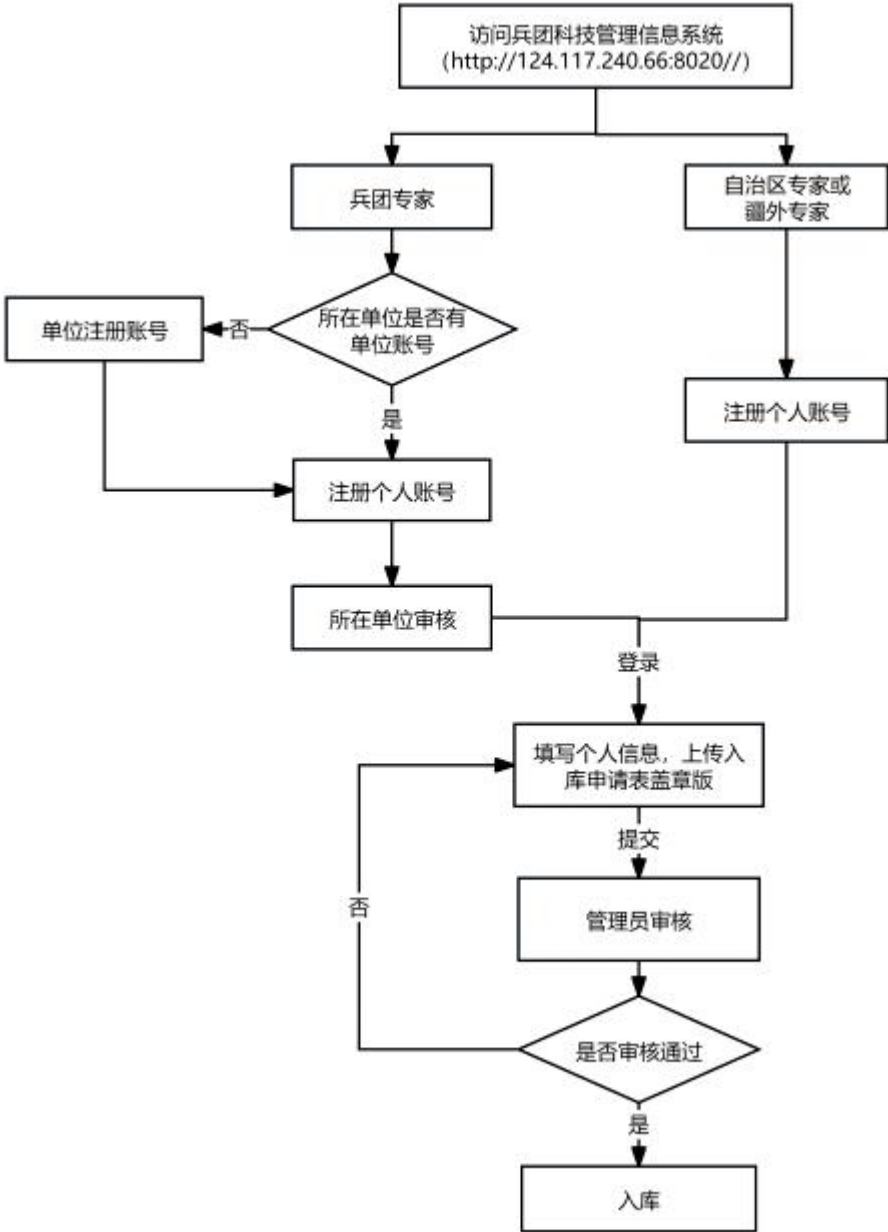 访问兵团科技管理信息系统
（http://124.117.240.66:8020//）
兵团专家
自治区专家或
疆外专家
所在单位是否有
单位账号
否
单位注册账号
是
注册个人账号
注册个人账号
所在单位审核
登录
填写个人信息，上传入
库申请表盖章版
提交
管理员审核
否
是否审核通过
是
入库